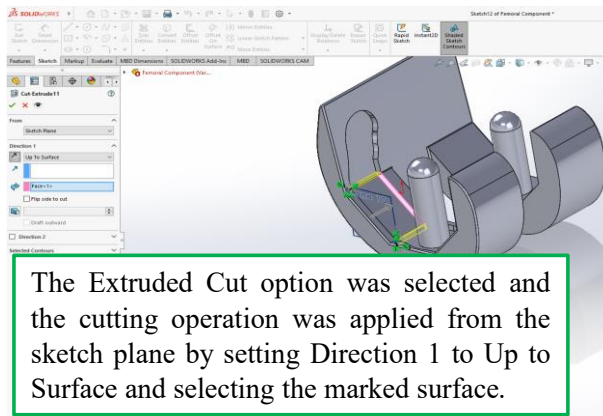 SOLIDWORKS
Sketch12 of Femoral Component *
Rapid Sketch
Instant2D
Shaded Sketch Contours
Features Sketch Markup Evaluate MBD Dimensions SOLIDWORKS Add-Ins MBD SOLIDWORKS CAM
Femoral Component (Var...
Cut-Extrude11
From
Sketch Plane
Direction 1
Up To Surface
Face<1>
Flip side to cut
Draft outward
Direction 2
Selected Contours
The Extruded Cut option was selected and
the cutting operation was applied from the
sketch plane by setting Direction 1 to Up to
Surface and selecting the marked surface.